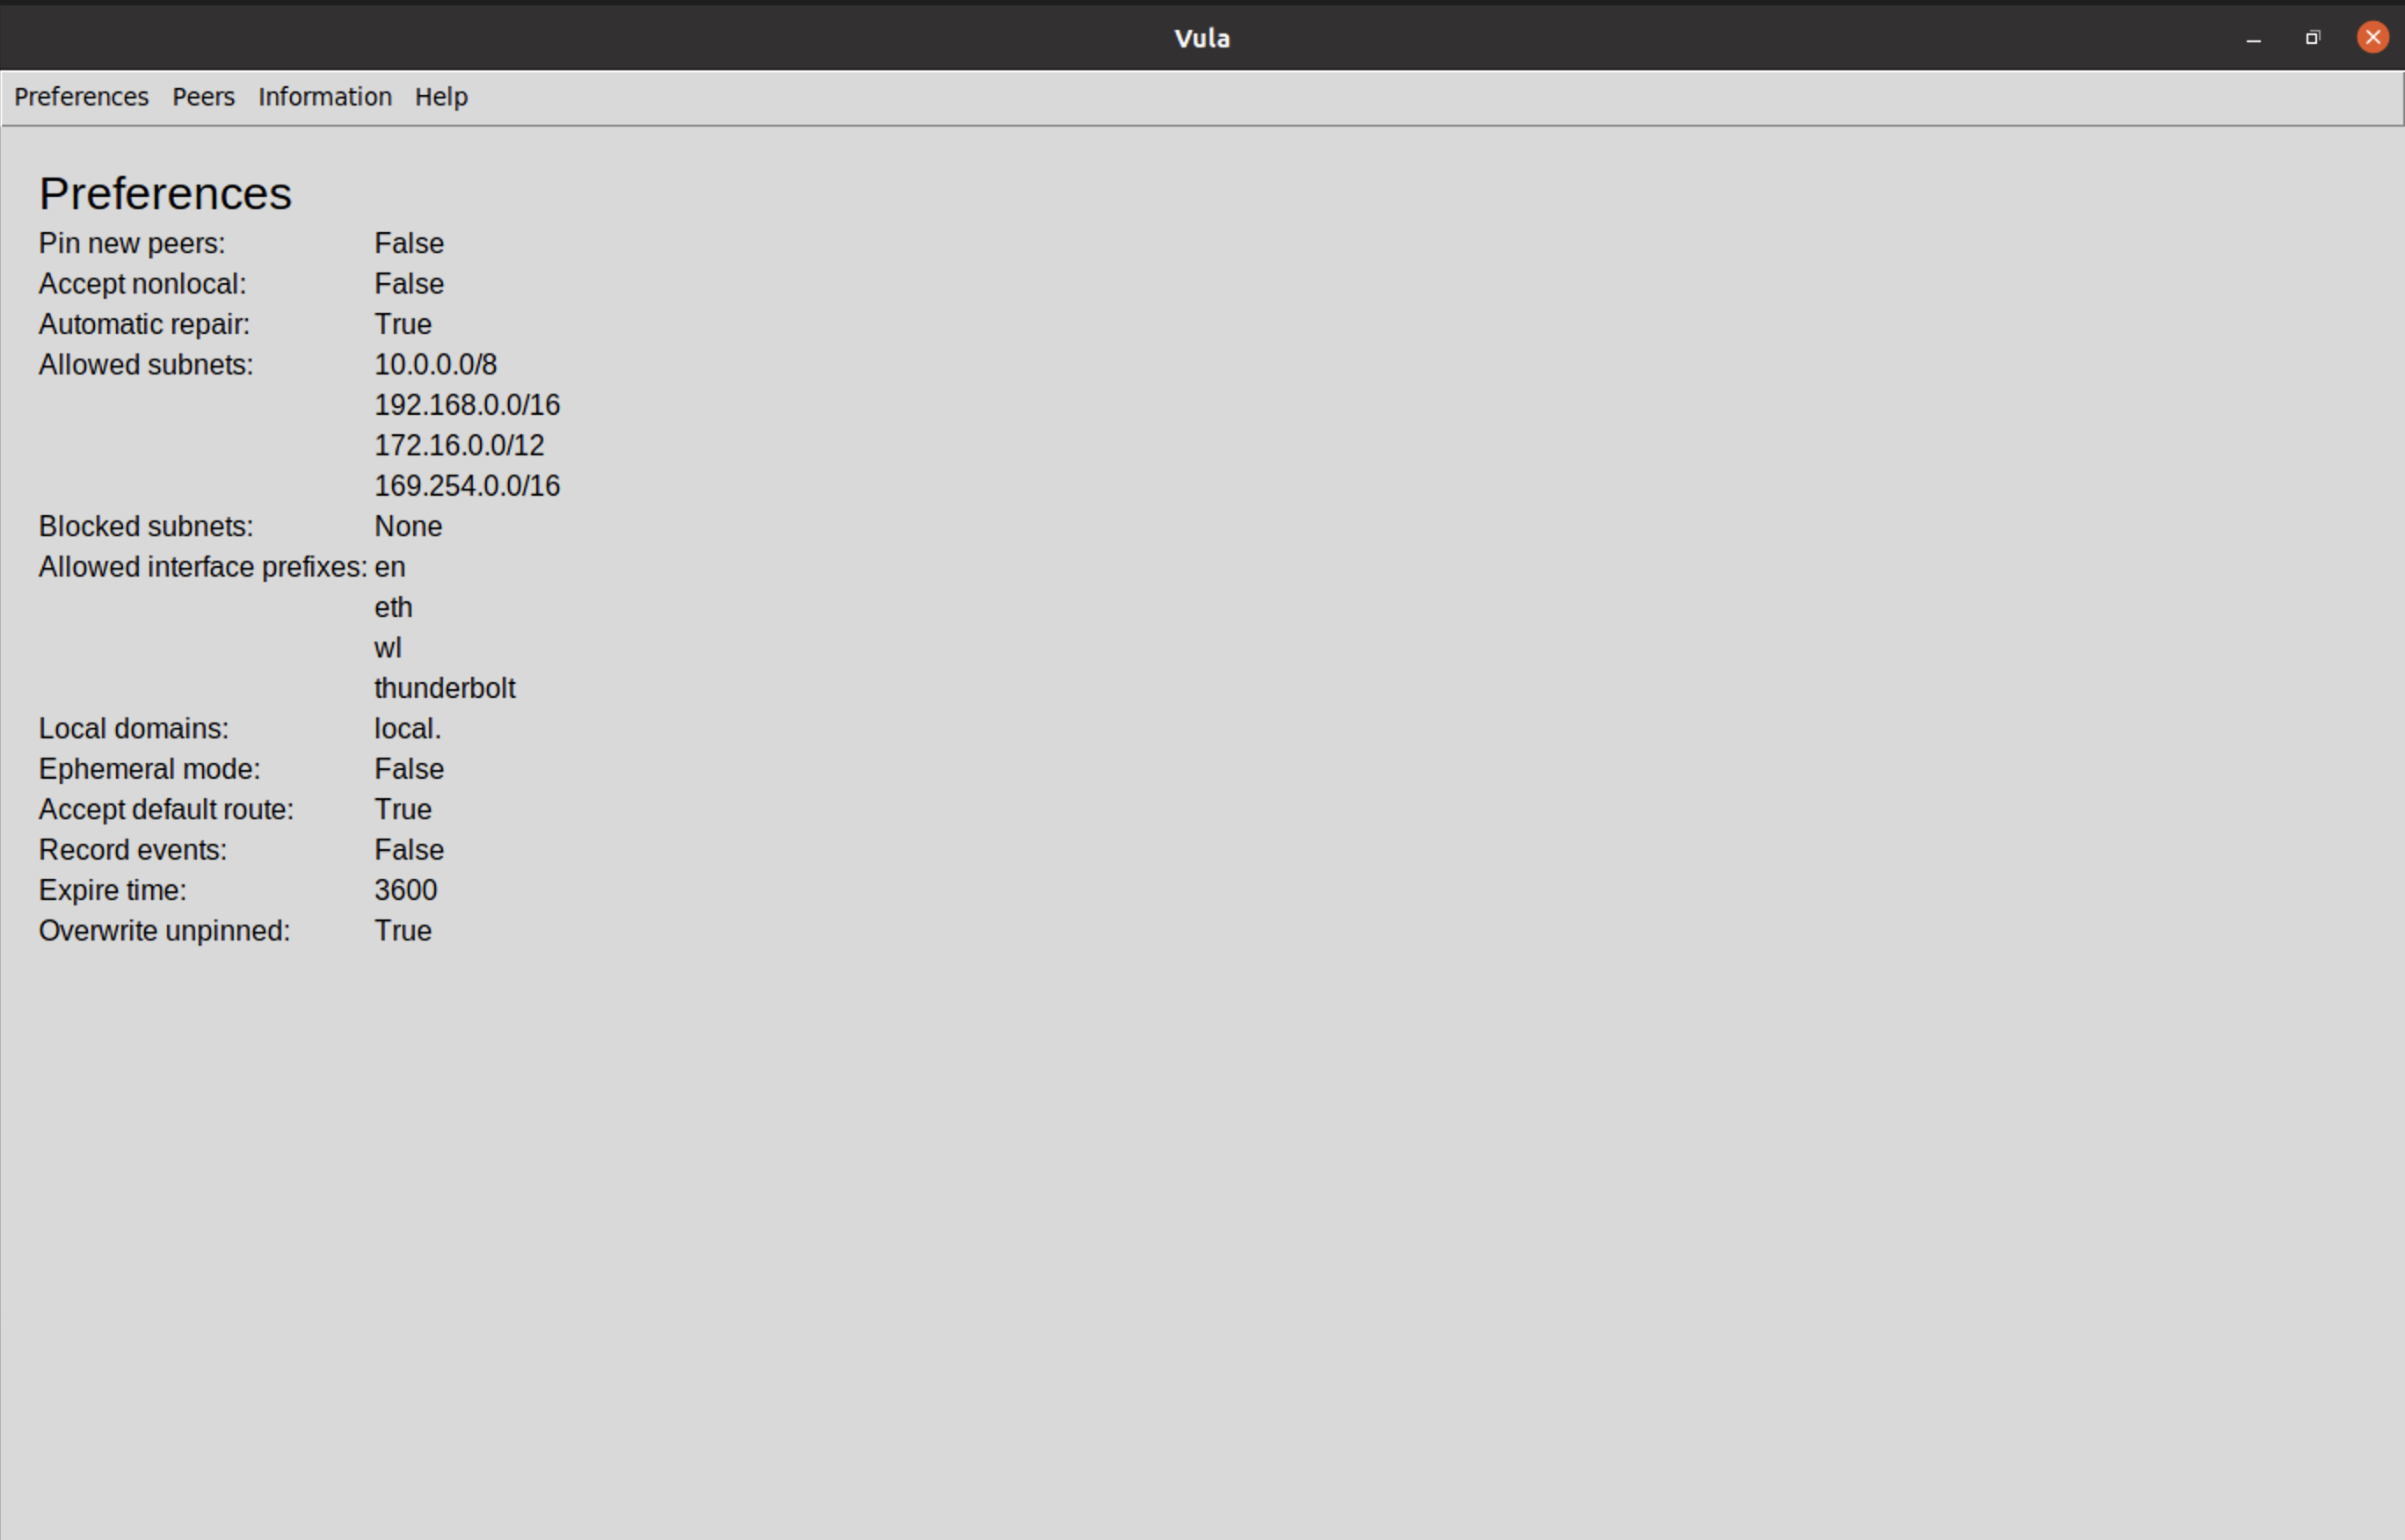 Vula
Preferences Peers Information Help
Preferences
Pin new peers: False
Accept nonlocal: False
Automatic repair: True
Allowed subnets: 10.0.0.0/8
192.168.0.0/16
172.16.0.0/12
169.254.0.0/16
Blocked subnets: None
Allowed interface prefixes: en
eth
wl
thunderbolt
Local domains: local.
Ephemeral mode: False
Accept default route: True
Record events: False
Expire time: 3600
Overwrite unpinned: True